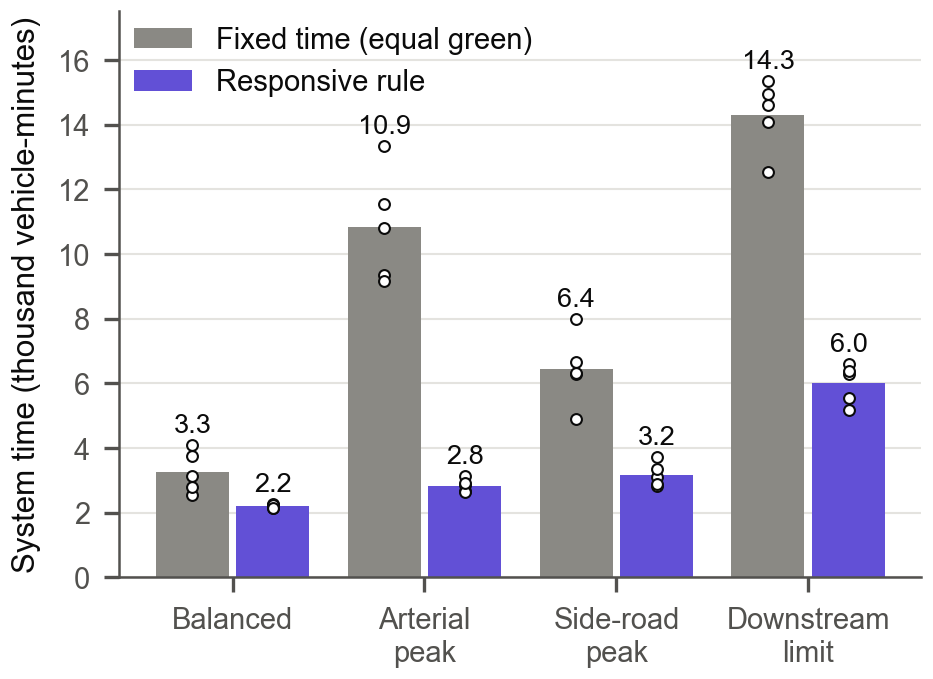 System time (thousand vehicle-minutes)
Fixed time (equal green)
Responsive rule
16
14
12
10
8
6
4
2
0
3.3
2.2
10.9
2.8
6.4
3.2
14.3
6.0
Balanced
Arterial
peak
Side-road
peak
Downstream
limit